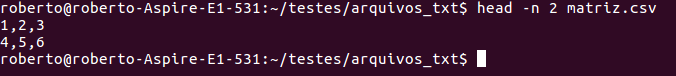 roberto@roberto-Aspire-E1-531:~/testes/arquivos_txt$ head -n 2 matriz.csv
1,2,3
4,5,6
roberto@roberto-Aspire-E1-531:~/testes/arquivos_txt$